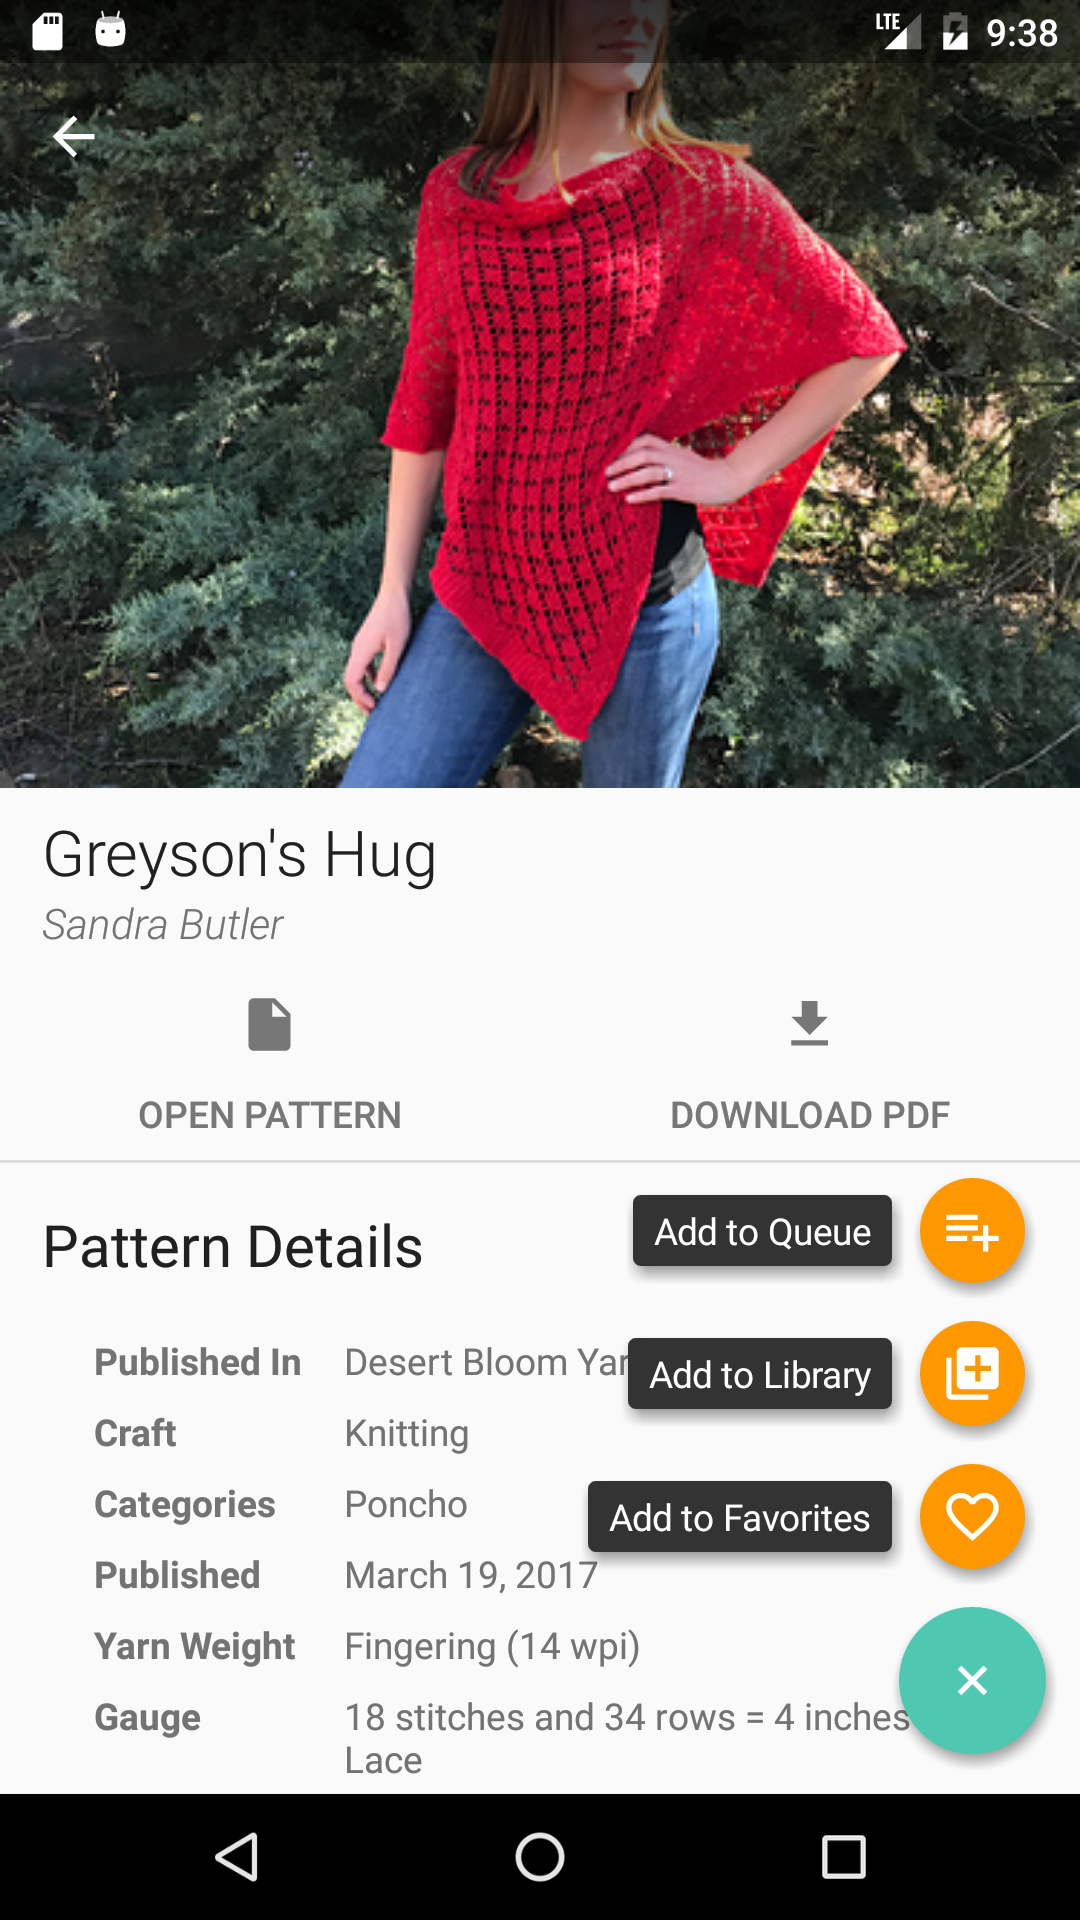 LTE 9:38
Greyson's Hug
Sandra Butler
OPEN PATTERN DOWNLOAD PDF
Pattern Details Add to Queue
Published In Desert Bloom Add to Library
Craft Knitting
Categories Poncho Add to Favorites
Published March 19, 2017
Yarn Weight Fingering (14 wpi)
Gauge 18 stitches and 34 rows = 4 inches
Lace